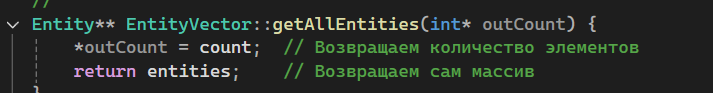 //
Entity** EntityVector::getAllEntities(int* outCount) {
*outCount = count; // Возвращаем количество элементов
return entities; // Возвращаем сам массив
}